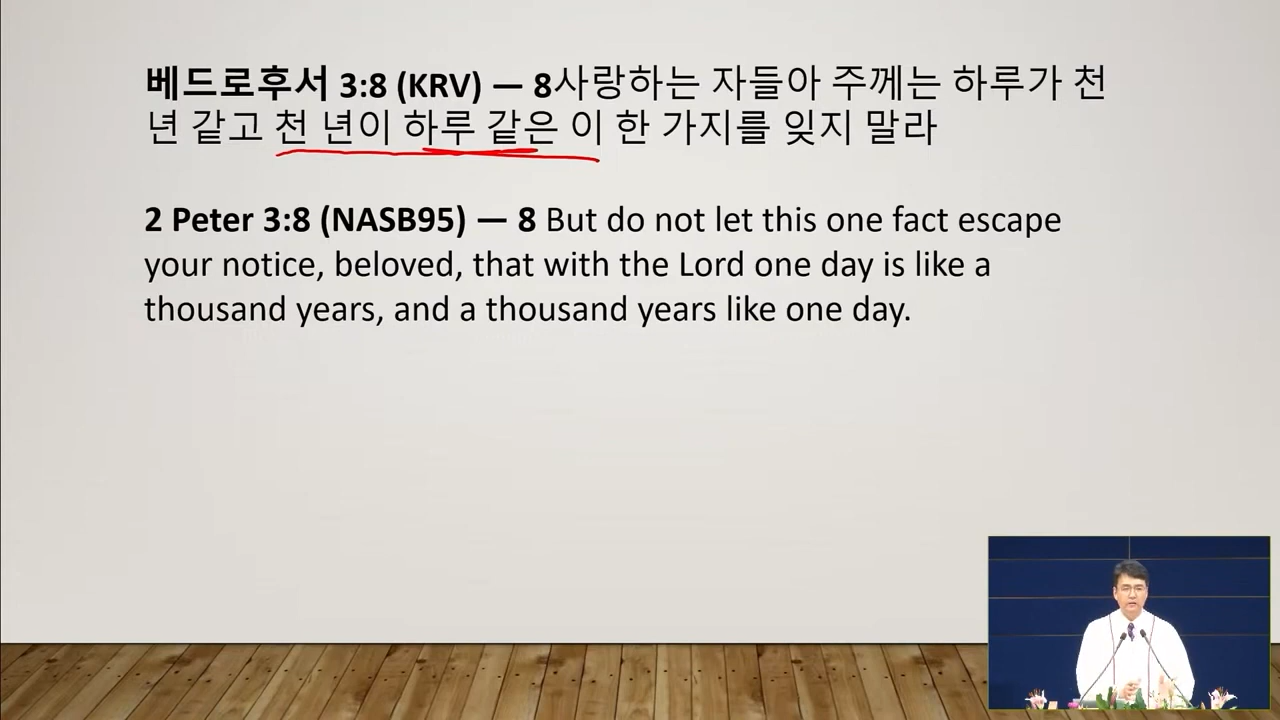 베드로후서 3:8 (KRV) — 8사랑하는 자들아 주께는 하루가 천
년 같고 천 년이 하루 같은 이 한 가지를 잊지 말라
2 Peter 3:8 (NASB95) — 8 But do not let this one fact escape
your notice, beloved, that with the Lord one day is like a
thousand years, and a thousand years like one day.